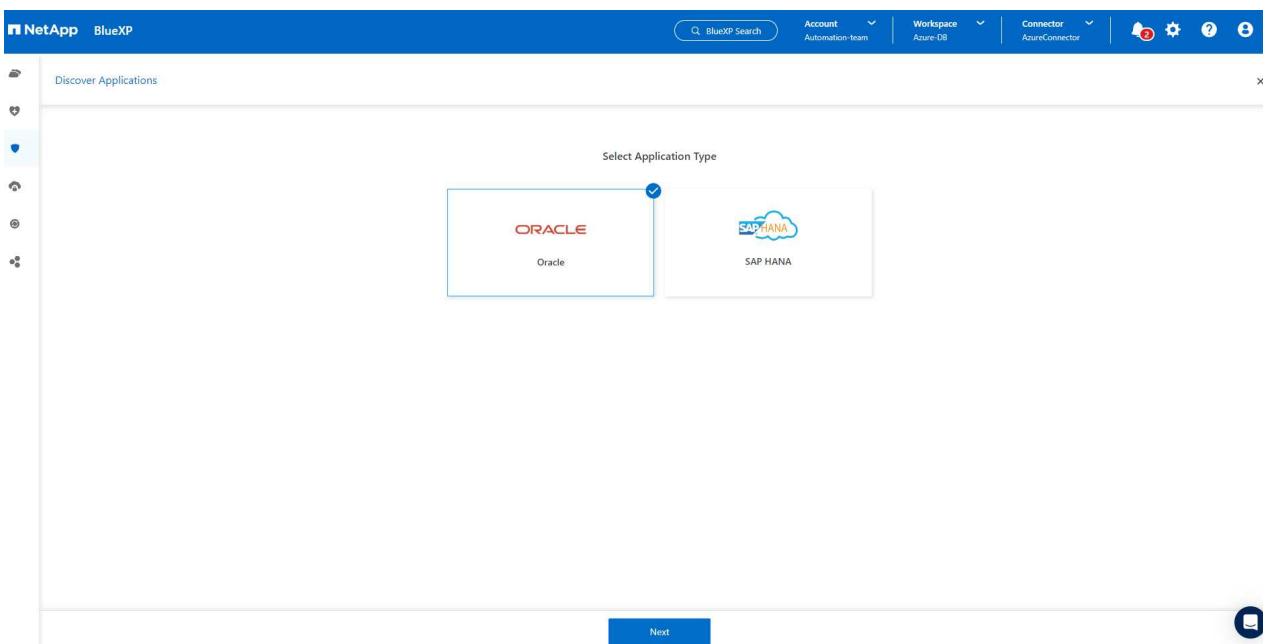 NetApp BlueXP
BlueXP Search
Account
Automation-team
Workspace
Azure-DB
Connector
AzureConnector
2
Discover Applications
Select Application Type
ORACLE
Oracle
SAP HANA
SAP HANA
Next